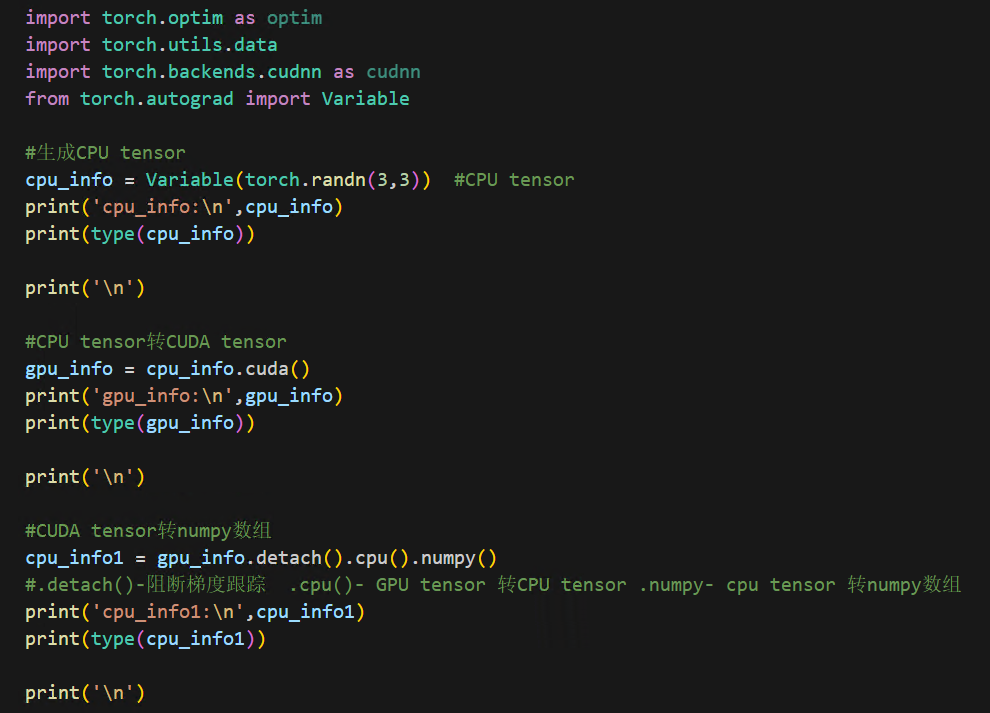 import torch.optim as optim
import torch.utils.data
import torch.backends.cudnn as cudnn
from torch.autograd import Variable
#生成CPU tensor
cpu_info = Variable(torch.randn(3,3))  #CPU tensor
print('cpu_info:\n',cpu_info)
print(type(cpu_info))
print('\n')
#CPU tensor转CUDA tensor
gpu_info = cpu_info.cuda()
print('gpu_info:\n',gpu_info)
print(type(gpu_info))
print('\n')
#CUDA tensor转numpy数组
cpu_info1 = gpu_info.detach().cpu().numpy()
#.detach()-阻断梯度跟踪  .cpu()- GPU tensor 转CPU tensor .numpy- cpu tensor 转numpy数组
print('cpu_info1:\n',cpu_info1)
print(type(cpu_info1))
print('\n')